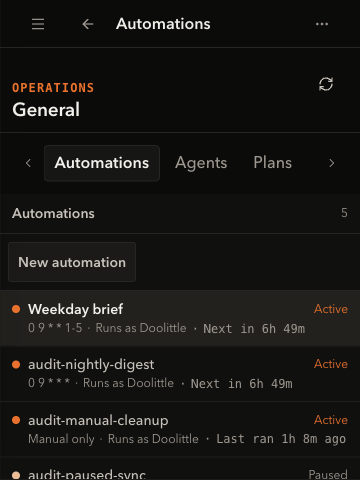 Automations
OPERATIONS
General
Automations Agents Plans
Automations 5
New automation
Weekday brief Active
0 9 * * 1-5 · Runs as Doolittle · Next in 6h 49m
audit-nightly-digest Active
0 9 * * * · Runs as Doolittle · Next in 6h 49m
audit-manual-cleanup Active
Manual only · Runs as Doolittle · Last ran 1h 8m ago
audit-paused-sync Paused